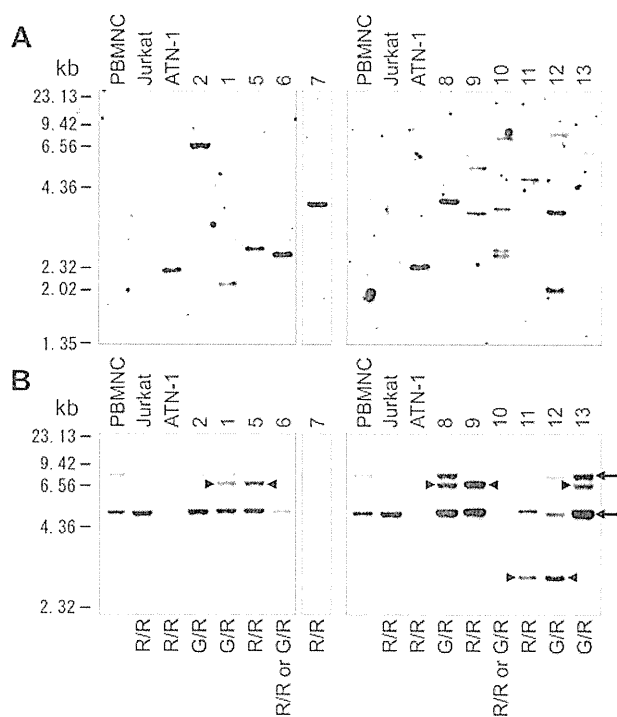 A
kb
PBMNC
Jurkat
ATN-1
2
1
5
6
7
PBMNC
Jurkat
ATN-1
8
9
10
11
12
13
23.13
9.42
6.56
4.36
2.32
2.02
1.35
B
kb
PBMNC
Jurkat
ATN-1
2
1
5
6
7
PBMNC
Jurkat
ATN-1
8
9
10
11
12
13
23.13
9.42
6.56
4.36
2.32
R/R
R/R
G/R
G/R
R/R
R/R or G/R
R/R
R/R
R/R
G/R
R/R
R/R or G/R
R/R
G/R
G/R